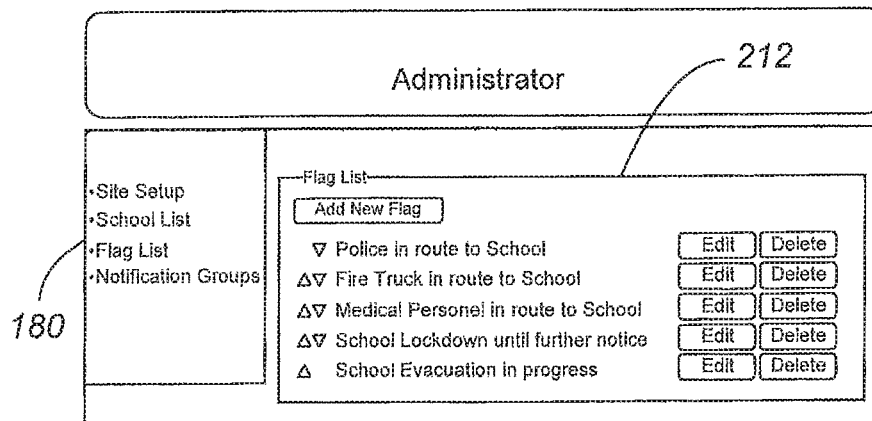 Administrator
212
•Site Setup
•School List
•Flag List
•Notification Groups
180
Flag List
Add New Flag
▽ Police in route to School Edit Delete
△▽ Fire Truck in route to School Edit Delete
△▽ Medical Personel in route to School Edit Delete
△▽ School Lockdown until further notice Edit Delete
△ School Evacuation in progress Edit Delete